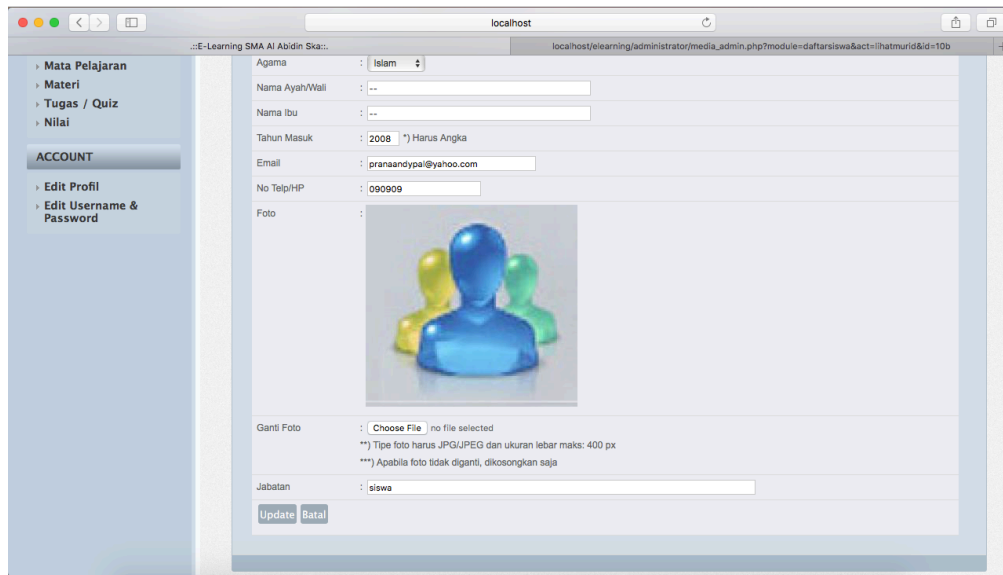 localhost
.::E-Learning SMA Al Abidin Ska::.
localhost/elearning/administrator/media_admin.php?module=daftarsiswa&act=lihatmurid&id=10b
Mata Pelajaran
Materi
Tugas / Quiz
Nilai
ACCOUNT
Edit Profil
Edit Username &
Password
Agama : Islam
Nama Ayah/Wali : --
Nama Ibu : --
Tahun Masuk : 2008 *) Harus Angka
Email : pranaandypal@yahoo.com
No Telp/HP : 090909
Foto :
Ganti Foto : Choose File no file selected
**) Tipe foto harus JPG/JPEG dan ukuran lebar maks: 400 px
***) Apabila foto tidak diganti, dikosongkan saja
Jabatan : siswa
Update Batal